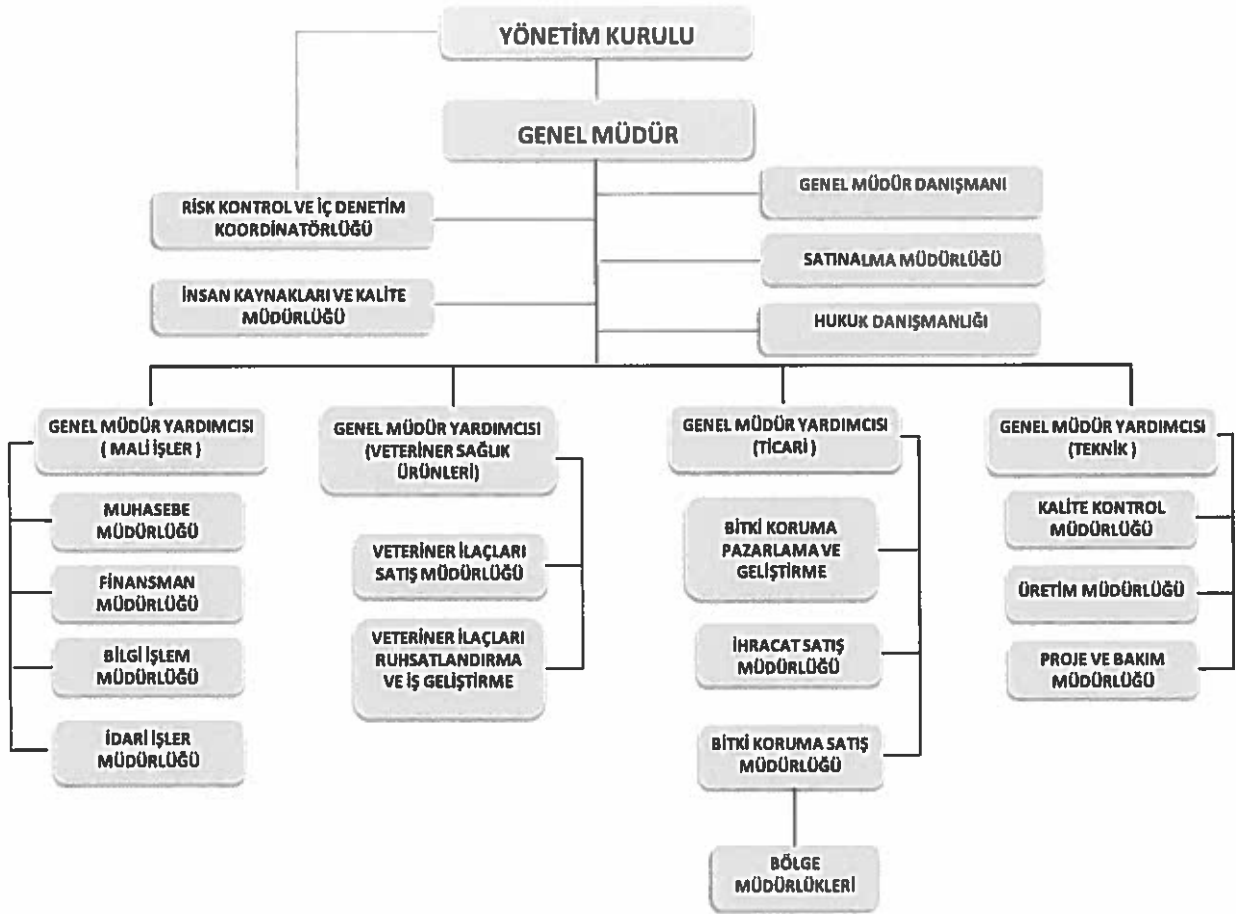 YÖNETİM KURULU
GENEL MÜDÜR
GENEL MÜDÜR DANIŞMANI
RİSK KONTROL VE İÇ DENETİM
KOORDİNATÖRLÜĞÜ
SATINALMA MÜDÜRLÜĞÜ
İNSAN KAYNAKLARI VE KALİTE
MÜDÜRLÜĞÜ
HUKUK DANIŞMANLIĞI
GENEL MÜDÜR YARDIMCISI
( MALİ İŞLER )
MUHASEBE
MÜDÜRLÜĞÜ
FİNANSMAN
MÜDÜRLÜĞÜ
BİLGİ İŞLEM
MÜDÜRLÜĞÜ
İDARİ İŞLER
MÜDÜRLÜĞÜ
GENEL MÜDÜR YARDIMCISI
(VETERİNER SAĞLIK
ÜRÜNLERİ)
VETERİNER İLAÇLARI
SATIŞ MÜDÜRLÜĞÜ
VETERİNER İLAÇLARI
RUHSATLANDIRMA
VE İŞ GELİŞTİRME
GENEL MÜDÜR YARDIMCISI
(TİCARİ )
BİTKİ KORUMA
PAZARLAMA VE
GELİŞTİRME
İHRACAT SATIŞ
MÜDÜRLÜĞÜ
BİTKİ KORUMA SATIŞ
MÜDÜRLÜĞÜ
BÖLGE
MÜDÜRLÜKLERİ
GENEL MÜDÜR YARDIMCISI
(TEKNİK )
KALİTE KONTROL
MÜDÜRLÜĞÜ
ÜRETİM MÜDÜRLÜĞÜ
PROJE VE BAKIM
MÜDÜRLÜĞÜ